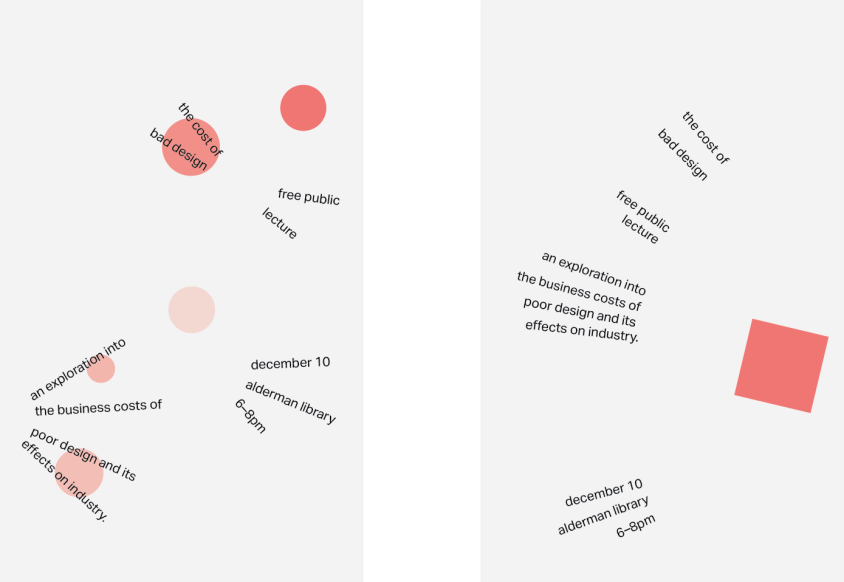 the cost of
bad design
free public
lecture
an exploration into
the business costs of
poor design and its
effects on industry.
december 10
alderman library
6–8pm
the cost of
bad design
free public
lecture
an exploration into
the business costs of
poor design and its
effects on industry.
december 10
alderman library
6–8pm